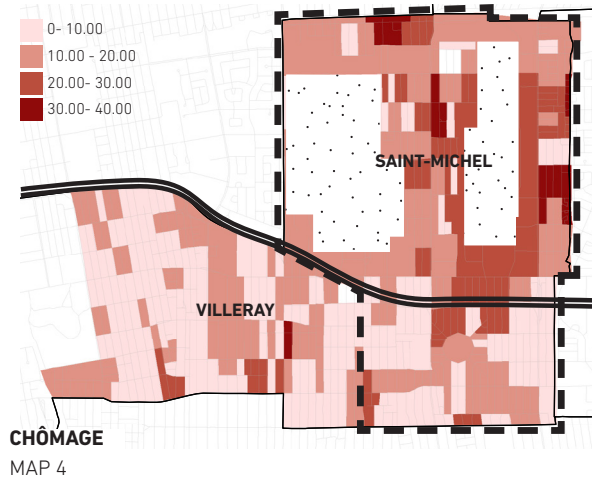 0- 10.00
10.00 - 20.00
20.00- 30.00
30.00- 40.00
SAINT-MICHEL
VILLERAY
CHÔMAGE
MAP 4